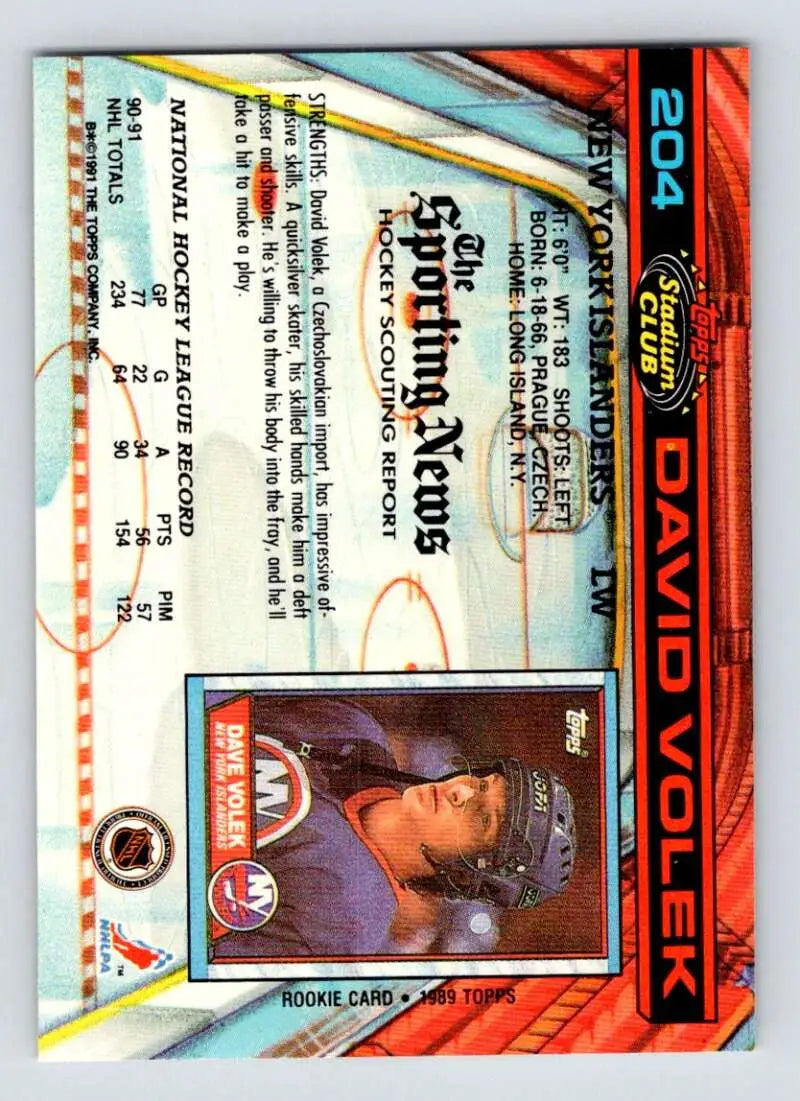 204
topps
Stadium
CLUB
DAVID VOLEK
NEW YORK ISLANDERS LW
HT: 6'0" WT: 183 SHOOTS: LEFT
BORN: 6-18-66, PRAGUE, CZECH.
HOME: LONG ISLAND, N.Y.
The
Sporting News
HOCKEY SCOUTING REPORT
STRENGTHS: David Volek, a Czechoslovakian import, has impressive of-
fensive skills. A quicksilver skater, his skilled hands make him a deft
passer and shooter. He's willing to throw his body into the fray, and he'll
take a hit to make a play.
NATIONAL HOCKEY LEAGUE RECORD
GP G A PTS PIM
90-91 77 22 34 56 57
NHL TOTALS 234 64 90 154 122
B*©1991 THE TOPPS COMPANY, INC.
topps
JOFA
NY
DAVE VOLEK
NEW YORK ISLANDERS
NY
ROOKIE CARD • 1989 TOPPS
NHL
NHLPA
TM